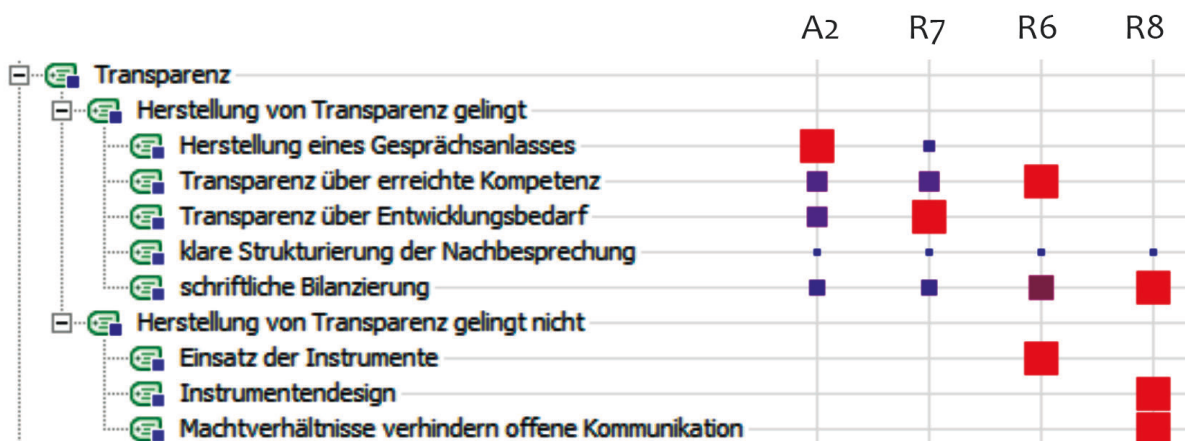 A2 R7 R6 R8
Transparenz
Herstellung von Transparenz gelingt
Herstellung eines Gesprächsanlasses
Transparenz über erreichte Kompetenz
Transparenz über Entwicklungsbedarf
klare Strukturierung der Nachbesprechung
schriftliche Bilanzierung
Herstellung von Transparenz gelingt nicht
Einsatz der Instrumente
Instrumentendesign
Machtverhältnisse verhindern offene Kommunikation